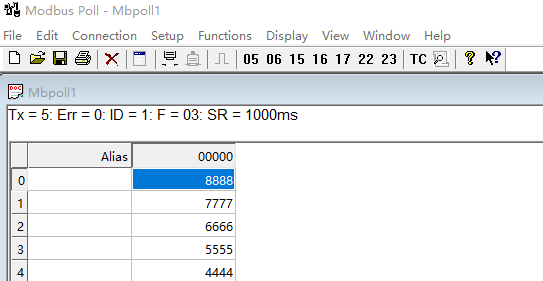 Modbus Poll - Mbpoll1
File Edit Connection Setup Functions Display View Window Help
05 06 15 16 17 22 23 TC
DOC Mbpoll1
Tx = 5: Err = 0: ID = 1: F = 03: SR = 1000ms
Alias 00000
0 8888
1 7777
2 6666
3 5555
4 4444